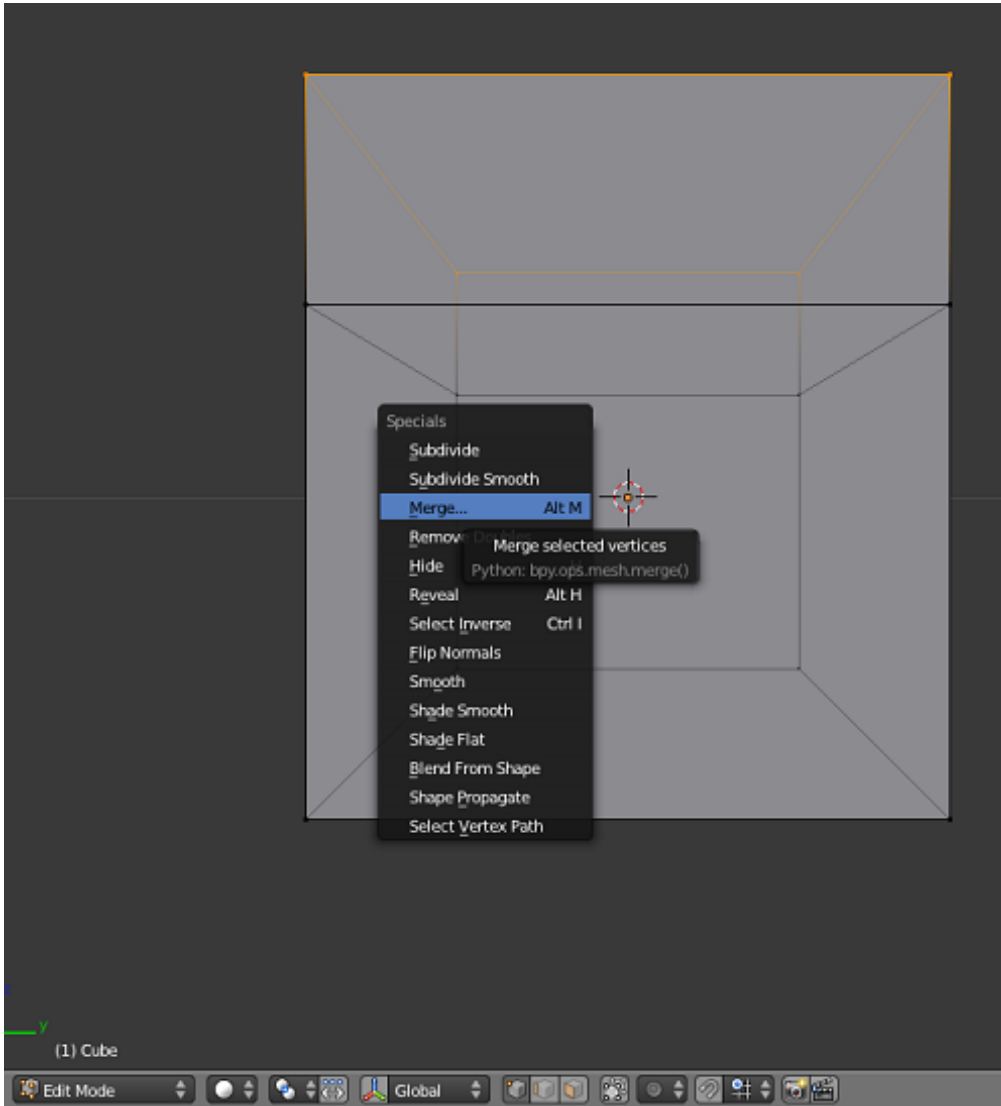 Specials
Subdivide
Subdivide Smooth
Merge... Alt M
Remove Doubles
Merge selected vertices
Hide
Python: bpy.ops.mesh.merge()
Reveal Alt H
Select Inverse Ctrl I
Flip Normals
Smooth
Shade Smooth
Shade Flat
Blend From Shape
Shape Propagate
Select Vertex Path
y
(1) Cube
Edit Mode Global